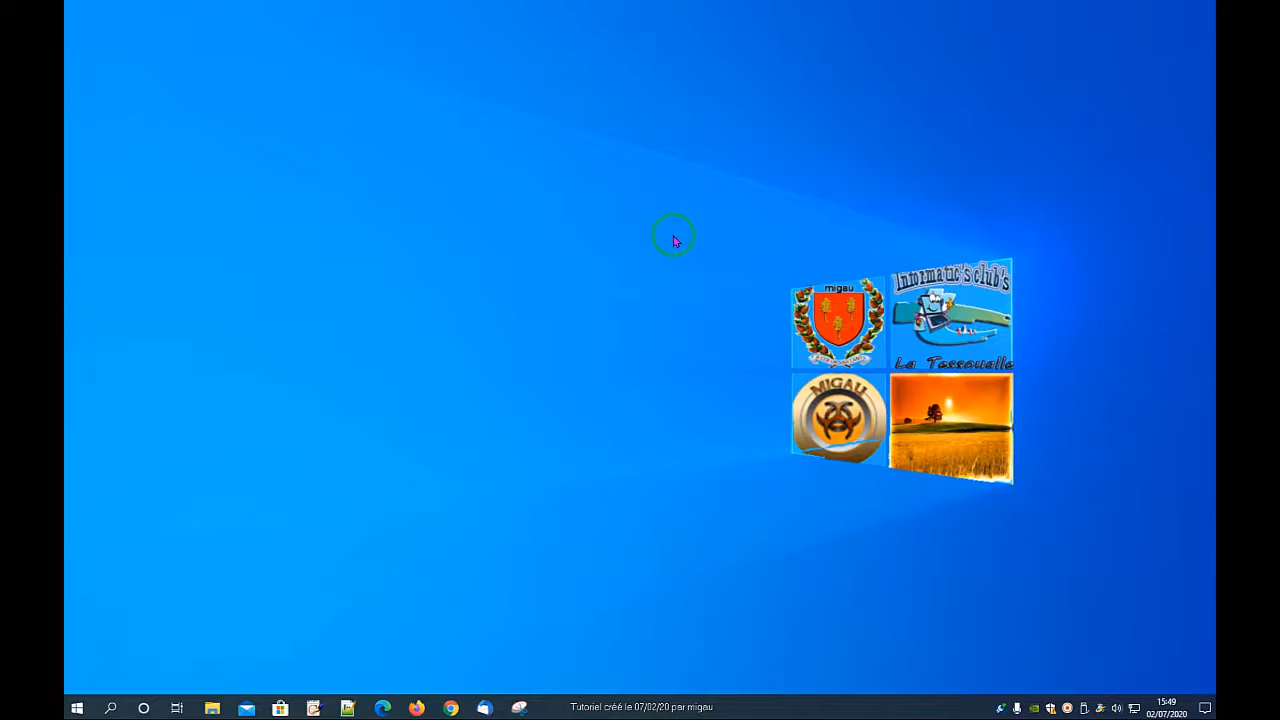 migau
Informatic's club's
La Tessoualle
MIGAU
Tutoriel créé le 07/02/20 par migau
15:49
02/07/2020